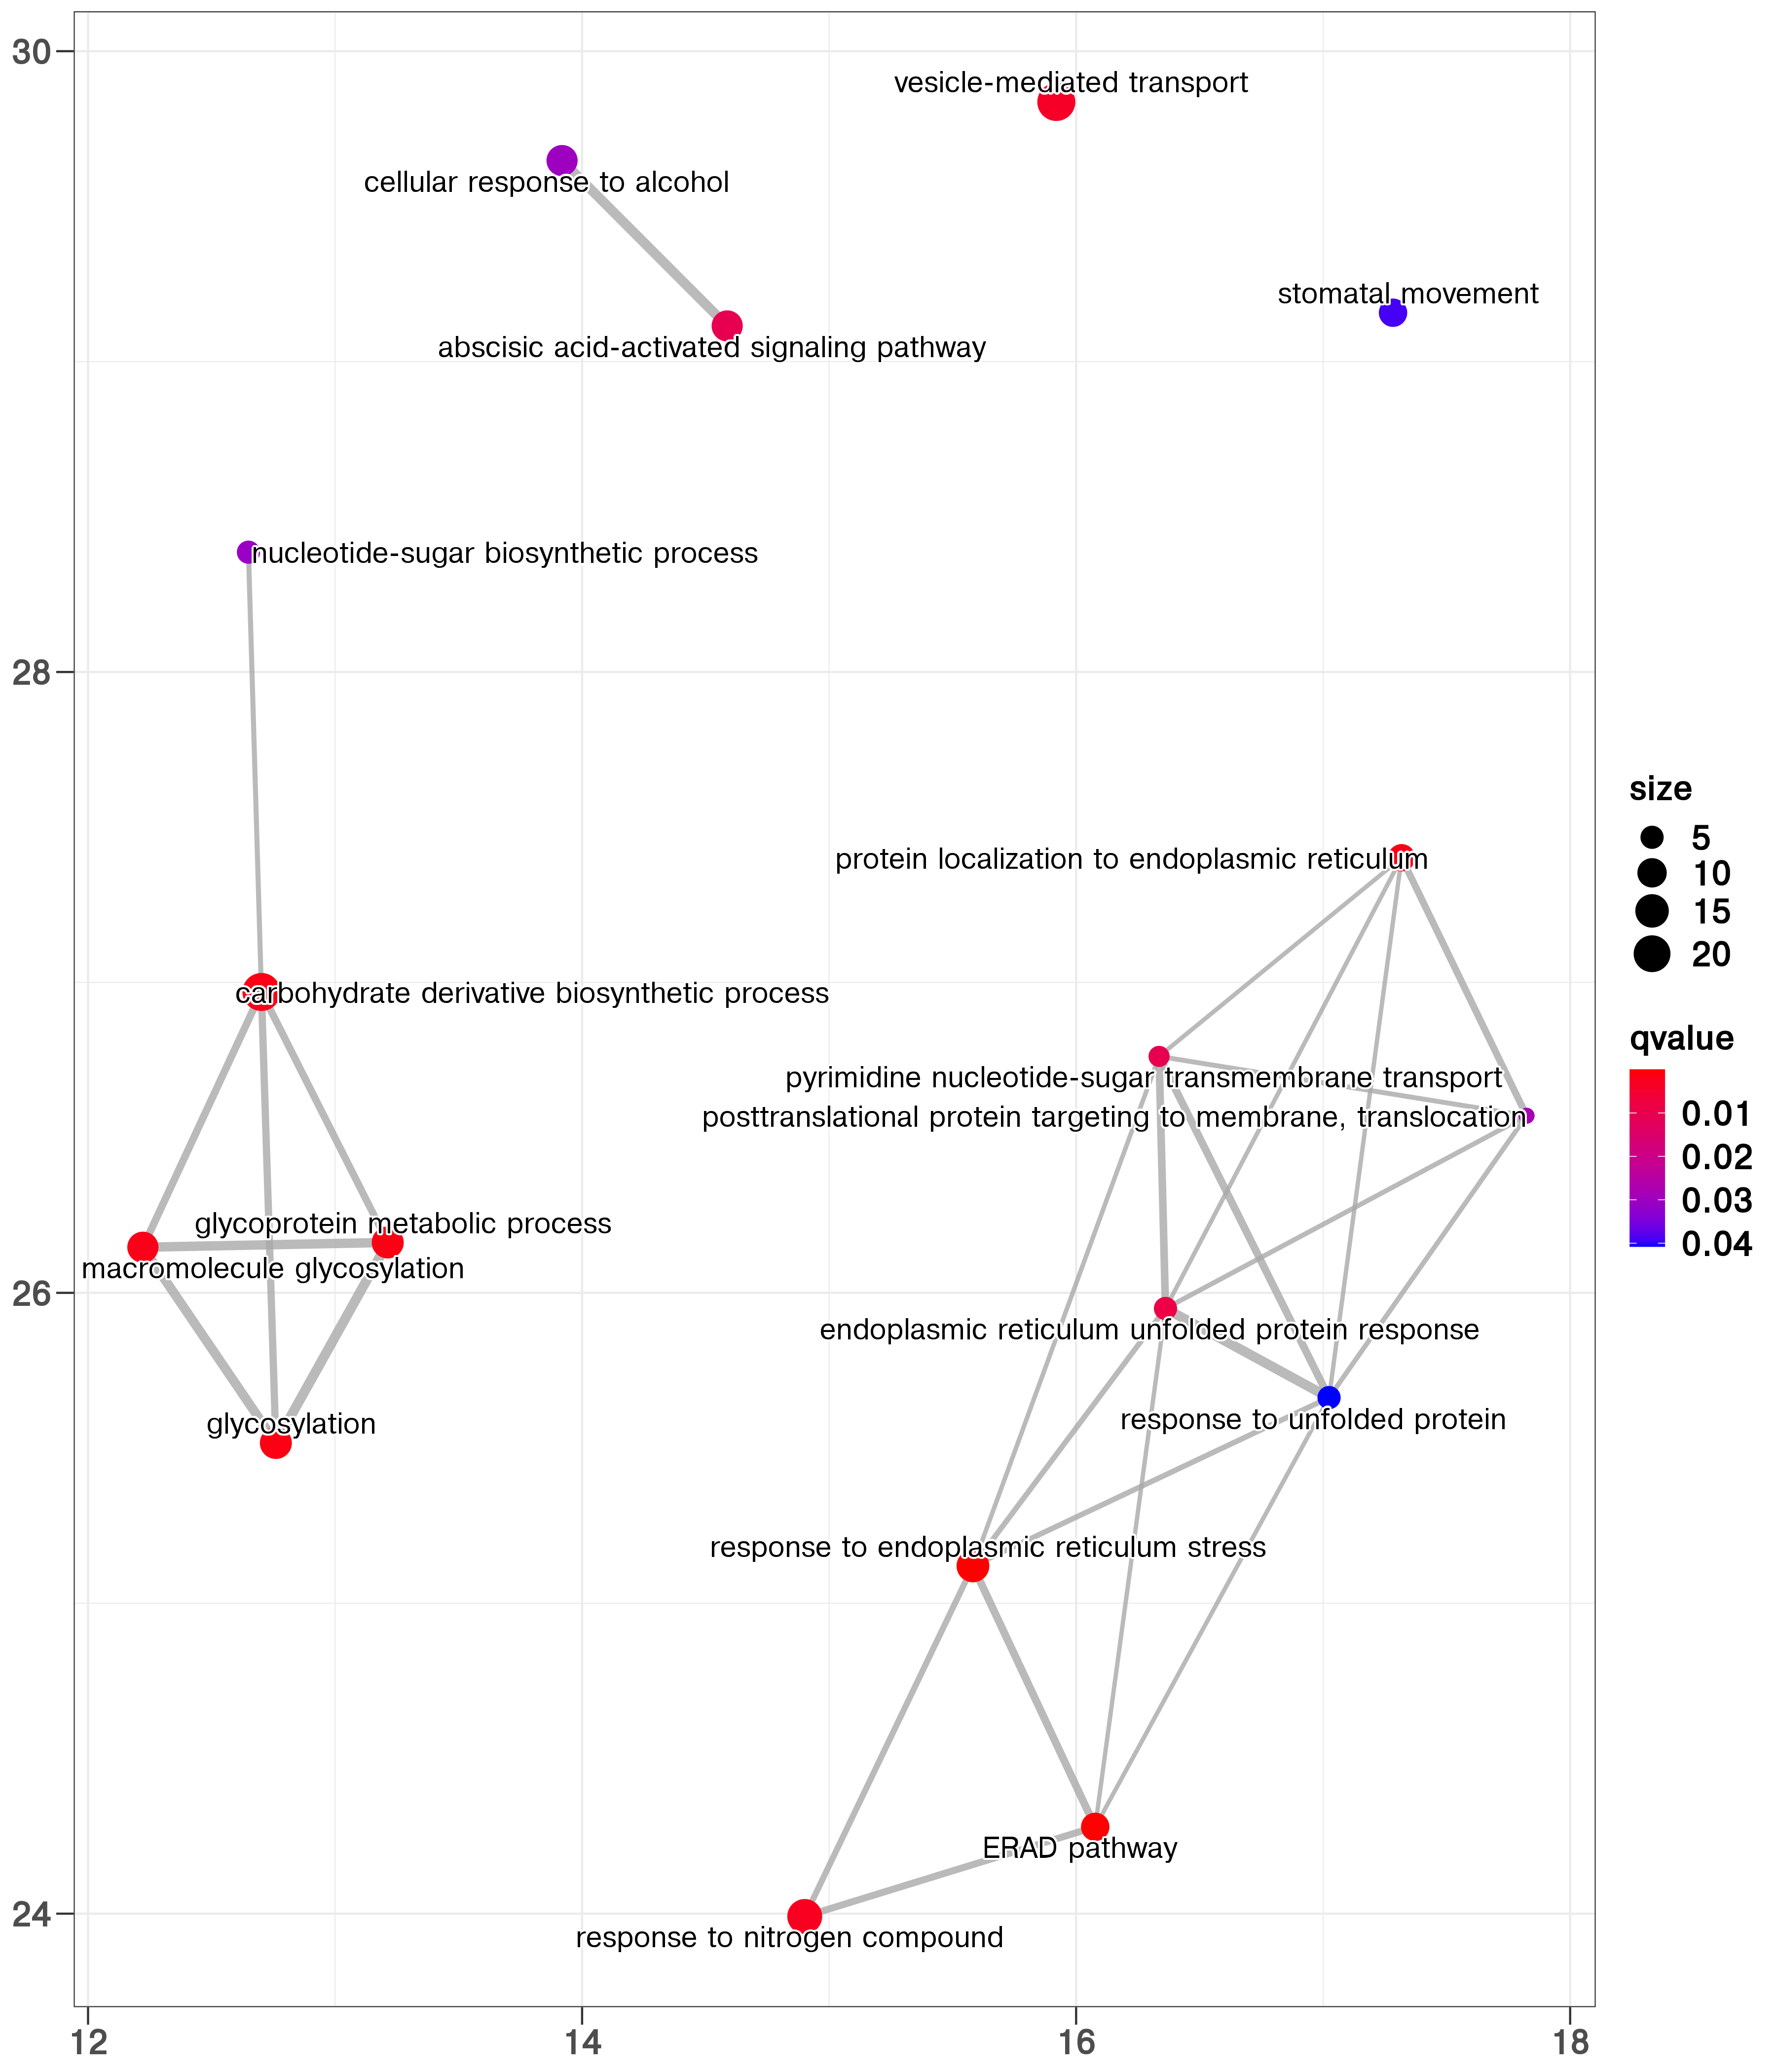 30
vesicle-mediated transport
cellular response to alcohol
stomatal movement
abscisic acid-activated signaling pathway
nucleotide-sugar biosynthetic process
28
size
5
10
15
20
protein localization to endoplasmic reticulum
carbohydrate derivative biosynthetic process
qvalue
0.01
0.02
0.03
0.04
pyrimidine nucleotide-sugar transmembrane transport
posttranslational protein targeting to membrane, translocation
glycoprotein metabolic process
macromolecule glycosylation
26
endoplasmic reticulum unfolded protein response
response to unfolded protein
glycosylation
response to endoplasmic reticulum stress
ERAD pathway
24
response to nitrogen compound
12 14 16 18